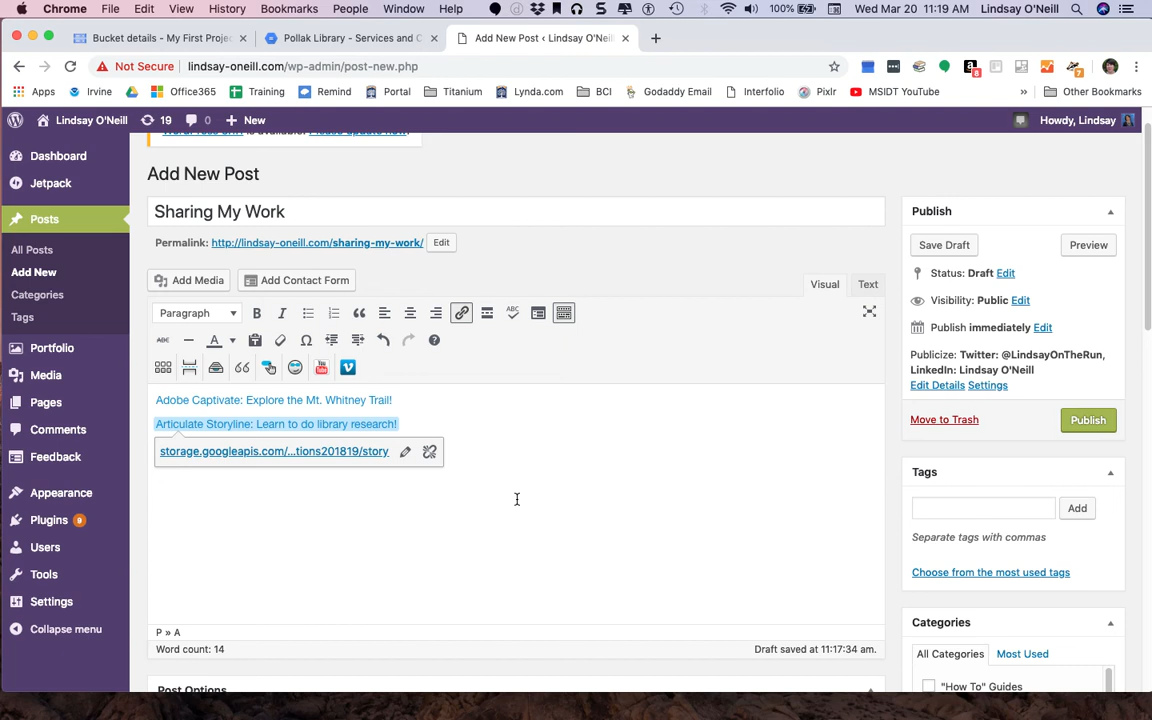 Chrome File Edit View History Bookmarks People Window Help 100% Wed Mar 20 11:19 AM Lindsay O'Neill
Bucket details - My First Proje × Pollak Library - Services and C × Add New Post ‹ Lindsay O'Neill ×
Not Secure lindsay-oneill.com/wp-admin/post-new.php
Apps Irvine Office365 Training Remind Portal Titanium Lynda.com BCI Godaddy Email Interfolio Pixlr MSIDT YouTube » Other Bookmarks
Lindsay O'Neill 19 0 + New Howdy, Lindsay
Dashboard
Jetpack
Posts
All Posts
Add New
Categories
Tags
Portfolio
Media
Pages
Comments
Feedback
Appearance
Plugins 9
Users
Tools
Settings
Collapse menu
Add New Post
Sharing My Work
Permalink: http://lindsay-oneill.com/sharing-my-work/ Edit
Add Media Add Contact Form
Visual Text
Paragraph B I
Adobe Captivate: Explore the Mt. Whitney Trail!
Articulate Storyline: Learn to do library research!
storage.googleapis.com/...tions201819/story
P » A
Word count: 14 Draft saved at 11:17:34 am.
Post Options
Publish
Save Draft Preview
Status: Draft Edit
Visibility: Public Edit
Publish immediately Edit
Publicize: Twitter: @LindsayOnTheRun,
LinkedIn: Lindsay O'Neill
Edit Details Settings
Move to Trash Publish
Tags
Add
Separate tags with commas
Choose from the most used tags
Categories
All Categories Most Used
"How To" Guides